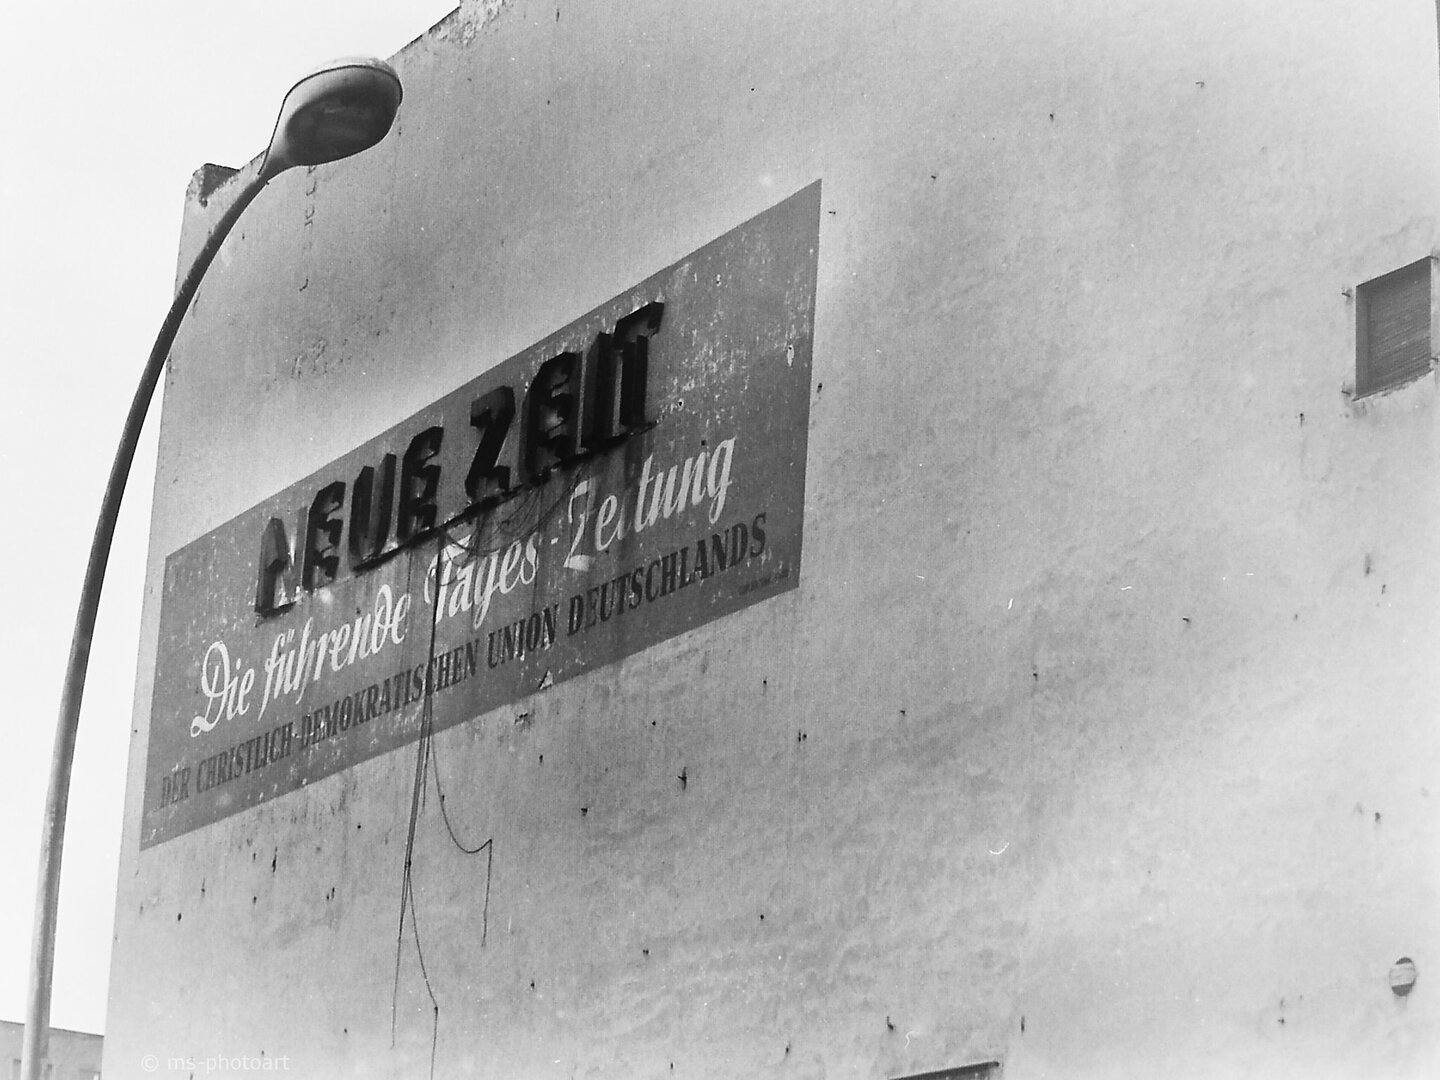 NEUE ZEIT
Die führende Tages-Zeitung
DER CHRISTLICH-DEMOKRATISCHEN UNION DEUTSCHLANDS
© ms-photoart